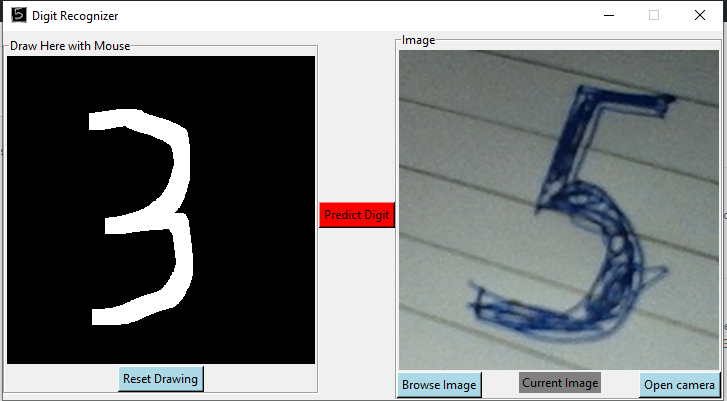 Digit Recognizer
Draw Here with Mouse
3
Reset Drawing
Predict Digit
Image
5
Browse Image
Current Image
Open camera